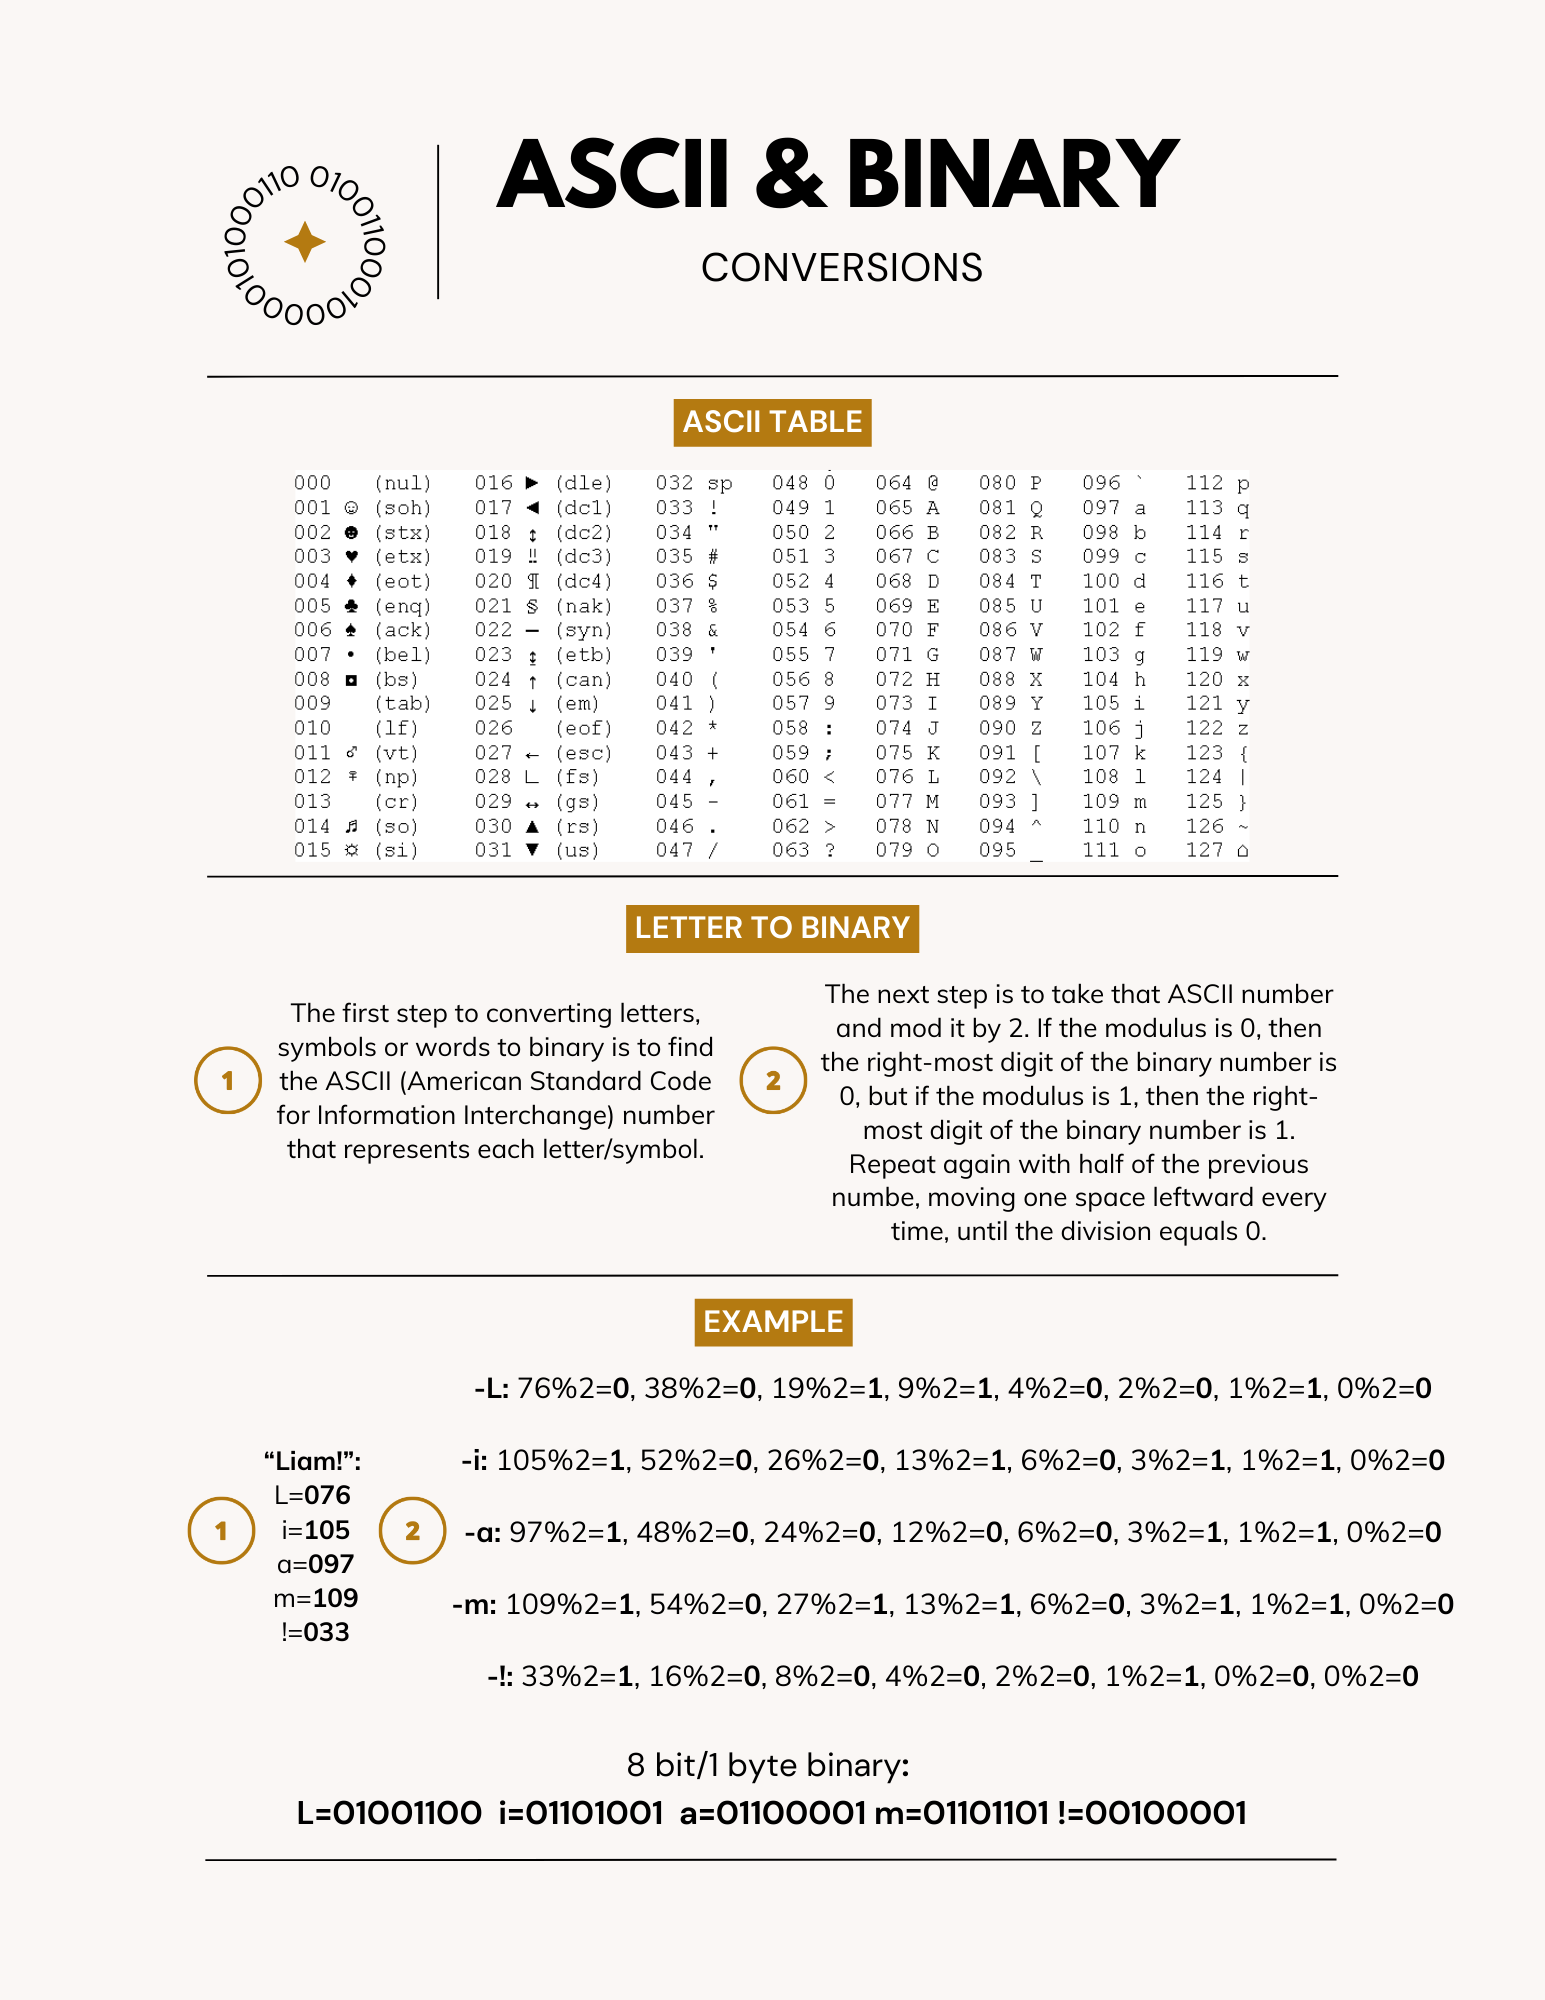 010011000100000101000110
ASCII & BINARY
CONVERSIONS
ASCII TABLE
000 (nul) 016 ► (dle) 032 sp 048 0 064 @ 080 P 096 ` 112 p
001 ☺ (soh) 017 ◄ (dc1) 033 ! 049 1 065 A 081 Q 097 a 113 q
002 ☻ (stx) 018 ↕ (dc2) 034 " 050 2 066 B 082 R 098 b 114 r
003 ♥ (etx) 019 ‼ (dc3) 035 # 051 3 067 C 083 S 099 c 115 s
004 ♦ (eot) 020 ¶ (dc4) 036 $ 052 4 068 D 084 T 100 d 116 t
005 ♣ (enq) 021 § (nak) 037 % 053 5 069 E 085 U 101 e 117 u
006 ♠ (ack) 022 ▬ (syn) 038 & 054 6 070 F 086 V 102 f 118 v
007 • (bel) 023 ↨ (etb) 039 ' 055 7 071 G 087 W 103 g 119 w
008 ◘ (bs) 024 ↑ (can) 040 ( 056 8 072 H 088 X 104 h 120 x
009 (tab) 025 ↓ (em) 041 ) 057 9 073 I 089 Y 105 i 121 y
010 (lf) 026 (eof) 042 * 058 : 074 J 090 Z 106 j 122 z
011 ♂ (vt) 027 ← (esc) 043 + 059 ; 075 K 091 [ 107 k 123 {
012 ♀ (np) 028 ∟ (fs) 044 , 060 < 076 L 092 \ 108 l 124 |
013 (cr) 029 ↔ (gs) 045 - 061 = 077 M 093 ] 109 m 125 }
014 ♬ (so) 030 ▲ (rs) 046 . 062 > 078 N 094 ^ 110 n 126 ~
015 ☼ (si) 031 ▼ (us) 047 / 063 ? 079 O 095 _ 111 o 127 ⌂
LETTER TO BINARY
1
The first step to converting letters,
symbols or words to binary is to find
the ASCII (American Standard Code
for Information Interchange) number
that represents each letter/symbol.
2
The next step is to take that ASCII number
and mod it by 2. If the modulus is 0, then
the right-most digit of the binary number is
0, but if the modulus is 1, then the right-
most digit of the binary number is 1.
Repeat again with half of the previous
numbe, moving one space leftward every
time, until the division equals 0.
EXAMPLE
1
“Liam!”:
L=076
i=105
a=097
m=109
!=033
2
-L: 76%2=0, 38%2=0, 19%2=1, 9%2=1, 4%2=0, 2%2=0, 1%2=1, 0%2=0
-i: 105%2=1, 52%2=0, 26%2=0, 13%2=1, 6%2=0, 3%2=1, 1%2=1, 0%2=0
-a: 97%2=1, 48%2=0, 24%2=0, 12%2=0, 6%2=0, 3%2=1, 1%2=1, 0%2=0
-m: 109%2=1, 54%2=0, 27%2=1, 13%2=1, 6%2=0, 3%2=1, 1%2=1, 0%2=0
-!: 33%2=1, 16%2=0, 8%2=0, 4%2=0, 2%2=0, 1%2=1, 0%2=0, 0%2=0
8 bit/1 byte binary:
L=01001100 i=01101001 a=01100001 m=01101101 !=00100001